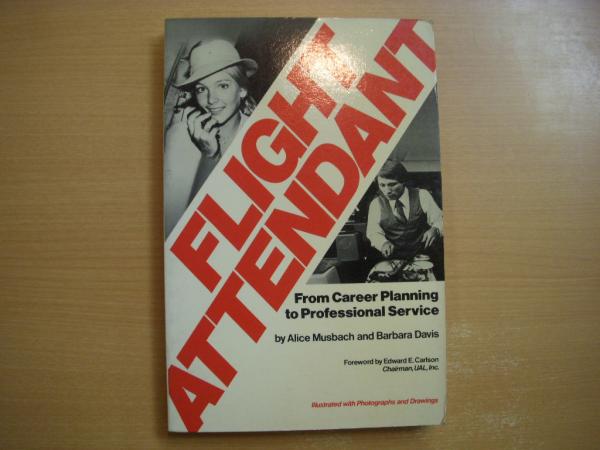 FLIGHT
ATTENDANT
From Career Planning
to Professional Service
by Alice Musbach and Barbara Davis
Foreword by Edward E. Carlson
Chairman, UAL, Inc.
Illustrated with Photographs and Drawings